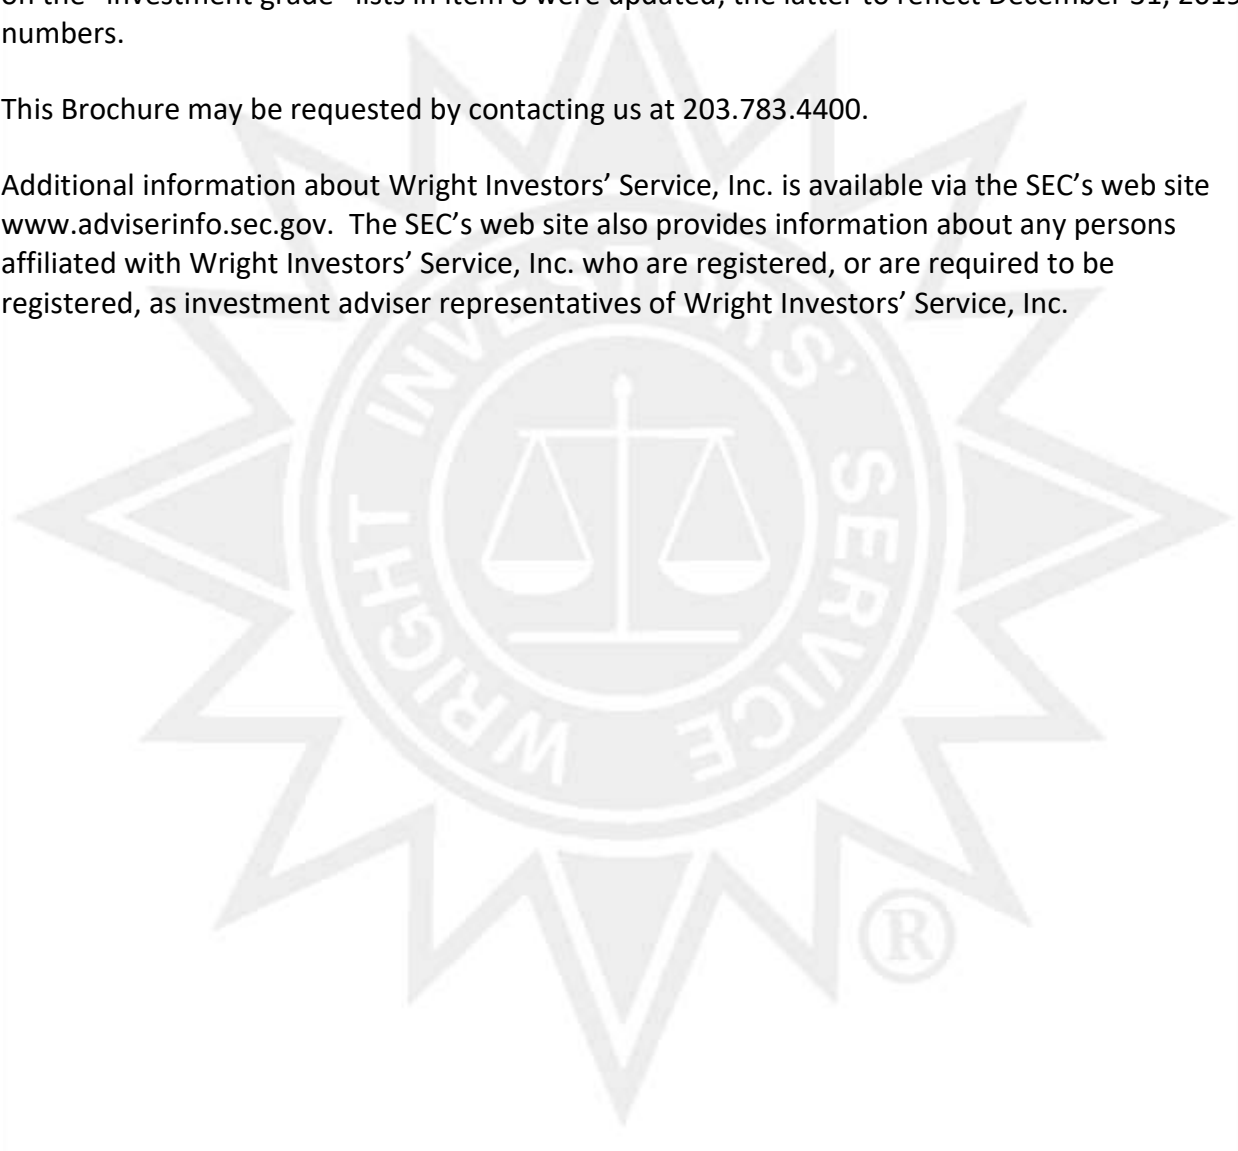 on the "investment grade" lists in Item 8 were updated, the latter to reflect December 31, 2015
numbers.
This Brochure may be requested by contacting us at 203.783.4400.
Additional information about Wright Investors’ Service, Inc. is available via the SEC’s web site
www.adviserinfo.sec.gov. The SEC’s web site also provides information about any persons
affiliated with Wright Investors’ Service, Inc. who are registered, or are required to be
registered, as investment adviser representatives of Wright Investors’ Service, Inc.
WRIGHT INVESTORS’ SERVICE
®